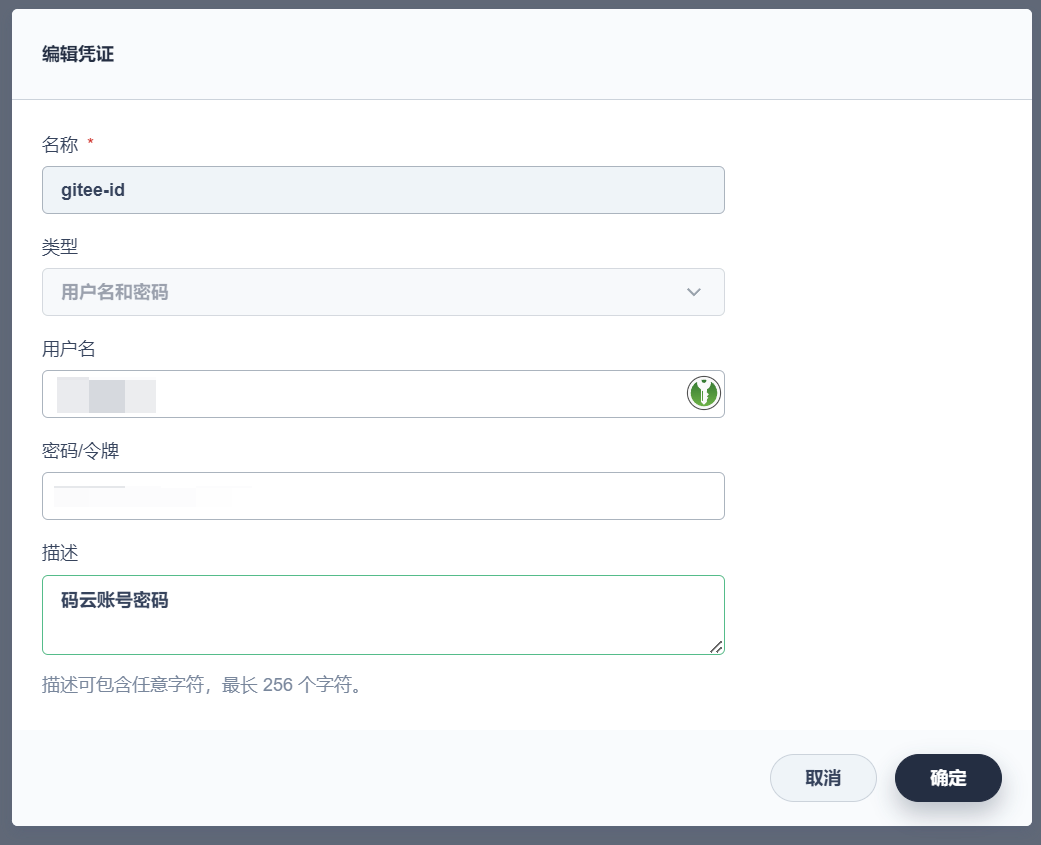 编辑凭证
名称 *
gitee-id
类型
用户名和密码
用户名
密码/令牌
描述
码云账号密码
描述可包含任意字符，最长 256 个字符。
取消
确定